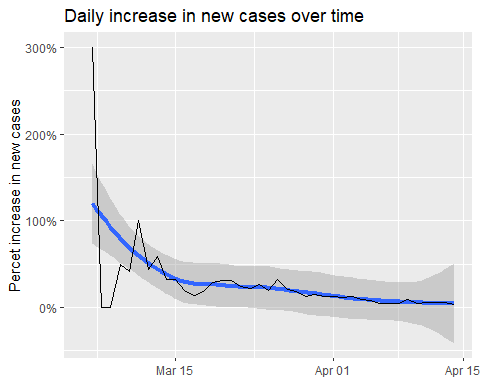 Daily increase in new cases over time
Percet increase in new cases
300%
200%
100%
0%
Mar 15
Apr 01
Apr 15